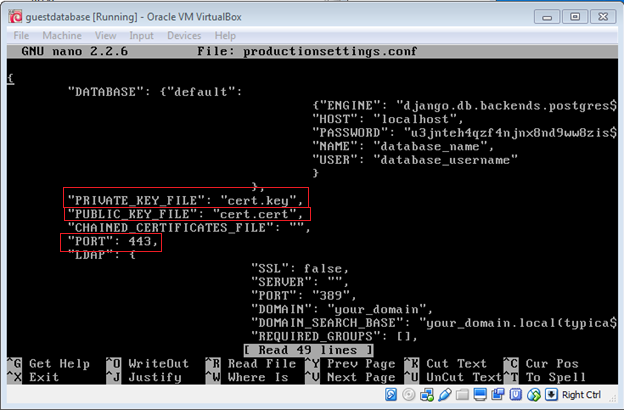 guestdatabase [Running] - Oracle VM VirtualBox
File Machine View Input Devices Help
GNU nano 2.2.6 File: productionsettings.conf
{
"DATABASE": {"default":
{"ENGINE": "django.db.backends.postgres$
"HOST": "localhost",
"PASSWORD": "u3jnteh4qzf4njnx8nd9ww8zis$
"NAME": "database_name",
"USER": "database_username"
}
},
"PRIVATE_KEY_FILE": "cert.key",
"PUBLIC_KEY_FILE": "cert.cert",
"CHAINED_CERTIFICATES_FILE": "",
"PORT": 443,
"LDAP": {
"SSL": false,
"SERVER": "",
"PORT": "389",
"DOMAIN": "your_domain",
"DOMAIN_SEARCH_BASE": "your_domain.local(typica$
"REQUIRED_GROUPS": [],
[ Read 49 lines ]
^G Get Help ^O WriteOut ^R Read File ^Y Prev Page ^K Cut Text ^C Cur Pos
^X Exit ^J Justify ^W Where Is ^V Next Page ^U UnCut Text ^T To Spell
Right Ctrl